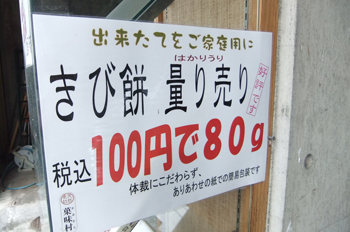 出来たてをご家庭用に
はかりうり
きび餅 量り売り
好評です
税込100円で80g
体裁にこだわらず、
ありあわせの紙での簡易包装です
菓味村